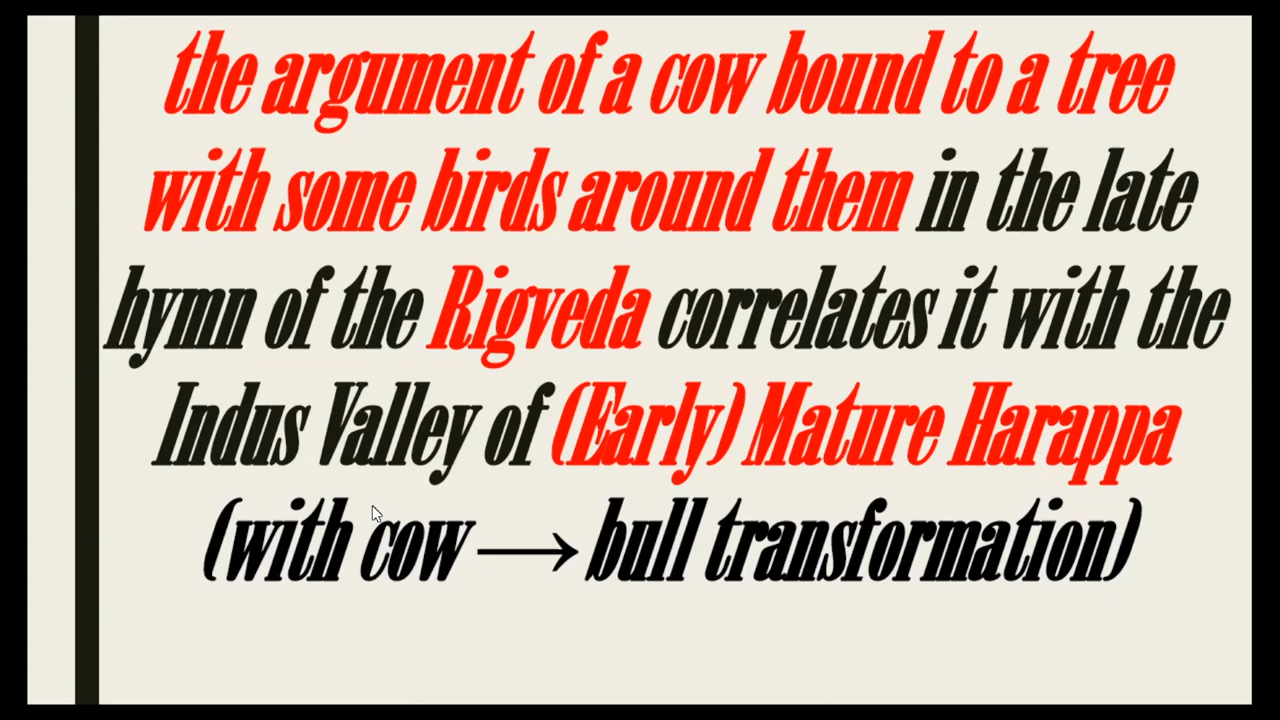 the argument of a cow bound to a tree
with some birds around them in the late
hymn of the Rigveda correlates it with the
Indus Valley of (Early) Mature Harappa
(with cow → bull transformation)